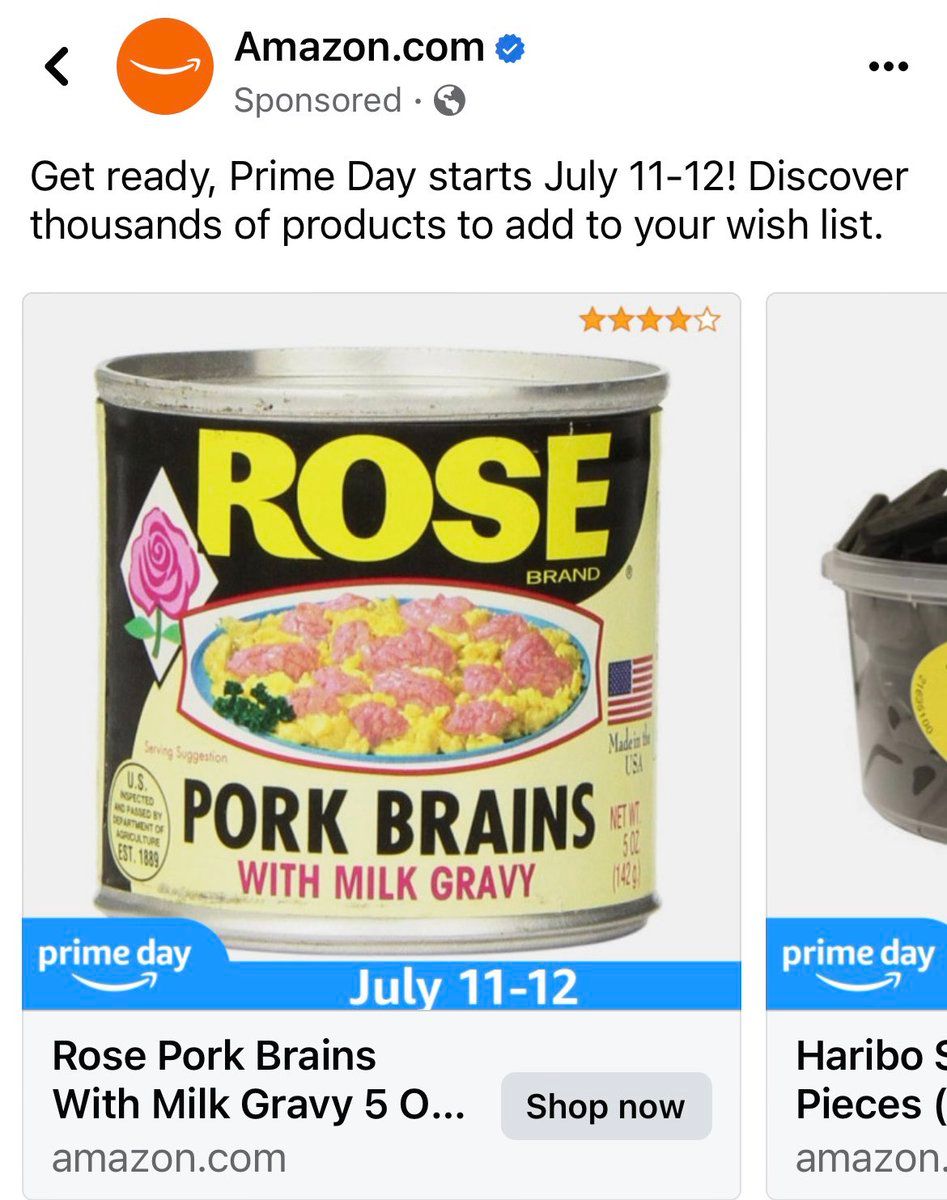 Amazon.com
Sponsored ·
Get ready, Prime Day starts July 11-12! Discover
thousands of products to add to your wish list.
ROSE
BRAND ®
Serving Suggestion
Made in the
USA
U.S.
INSPECTED
AND PASSED BY
DEPARTMENT OF
AGRICULTURE
EST. 1889
PORK BRAINS
WITH MILK GRAVY
NET WT.
5 OZ
(142 g)
prime day
July 11-12
Rose Pork Brains
With Milk Gravy 5 O...
Shop now
amazon.com
prime day
Haribo S
Pieces (
amazon.